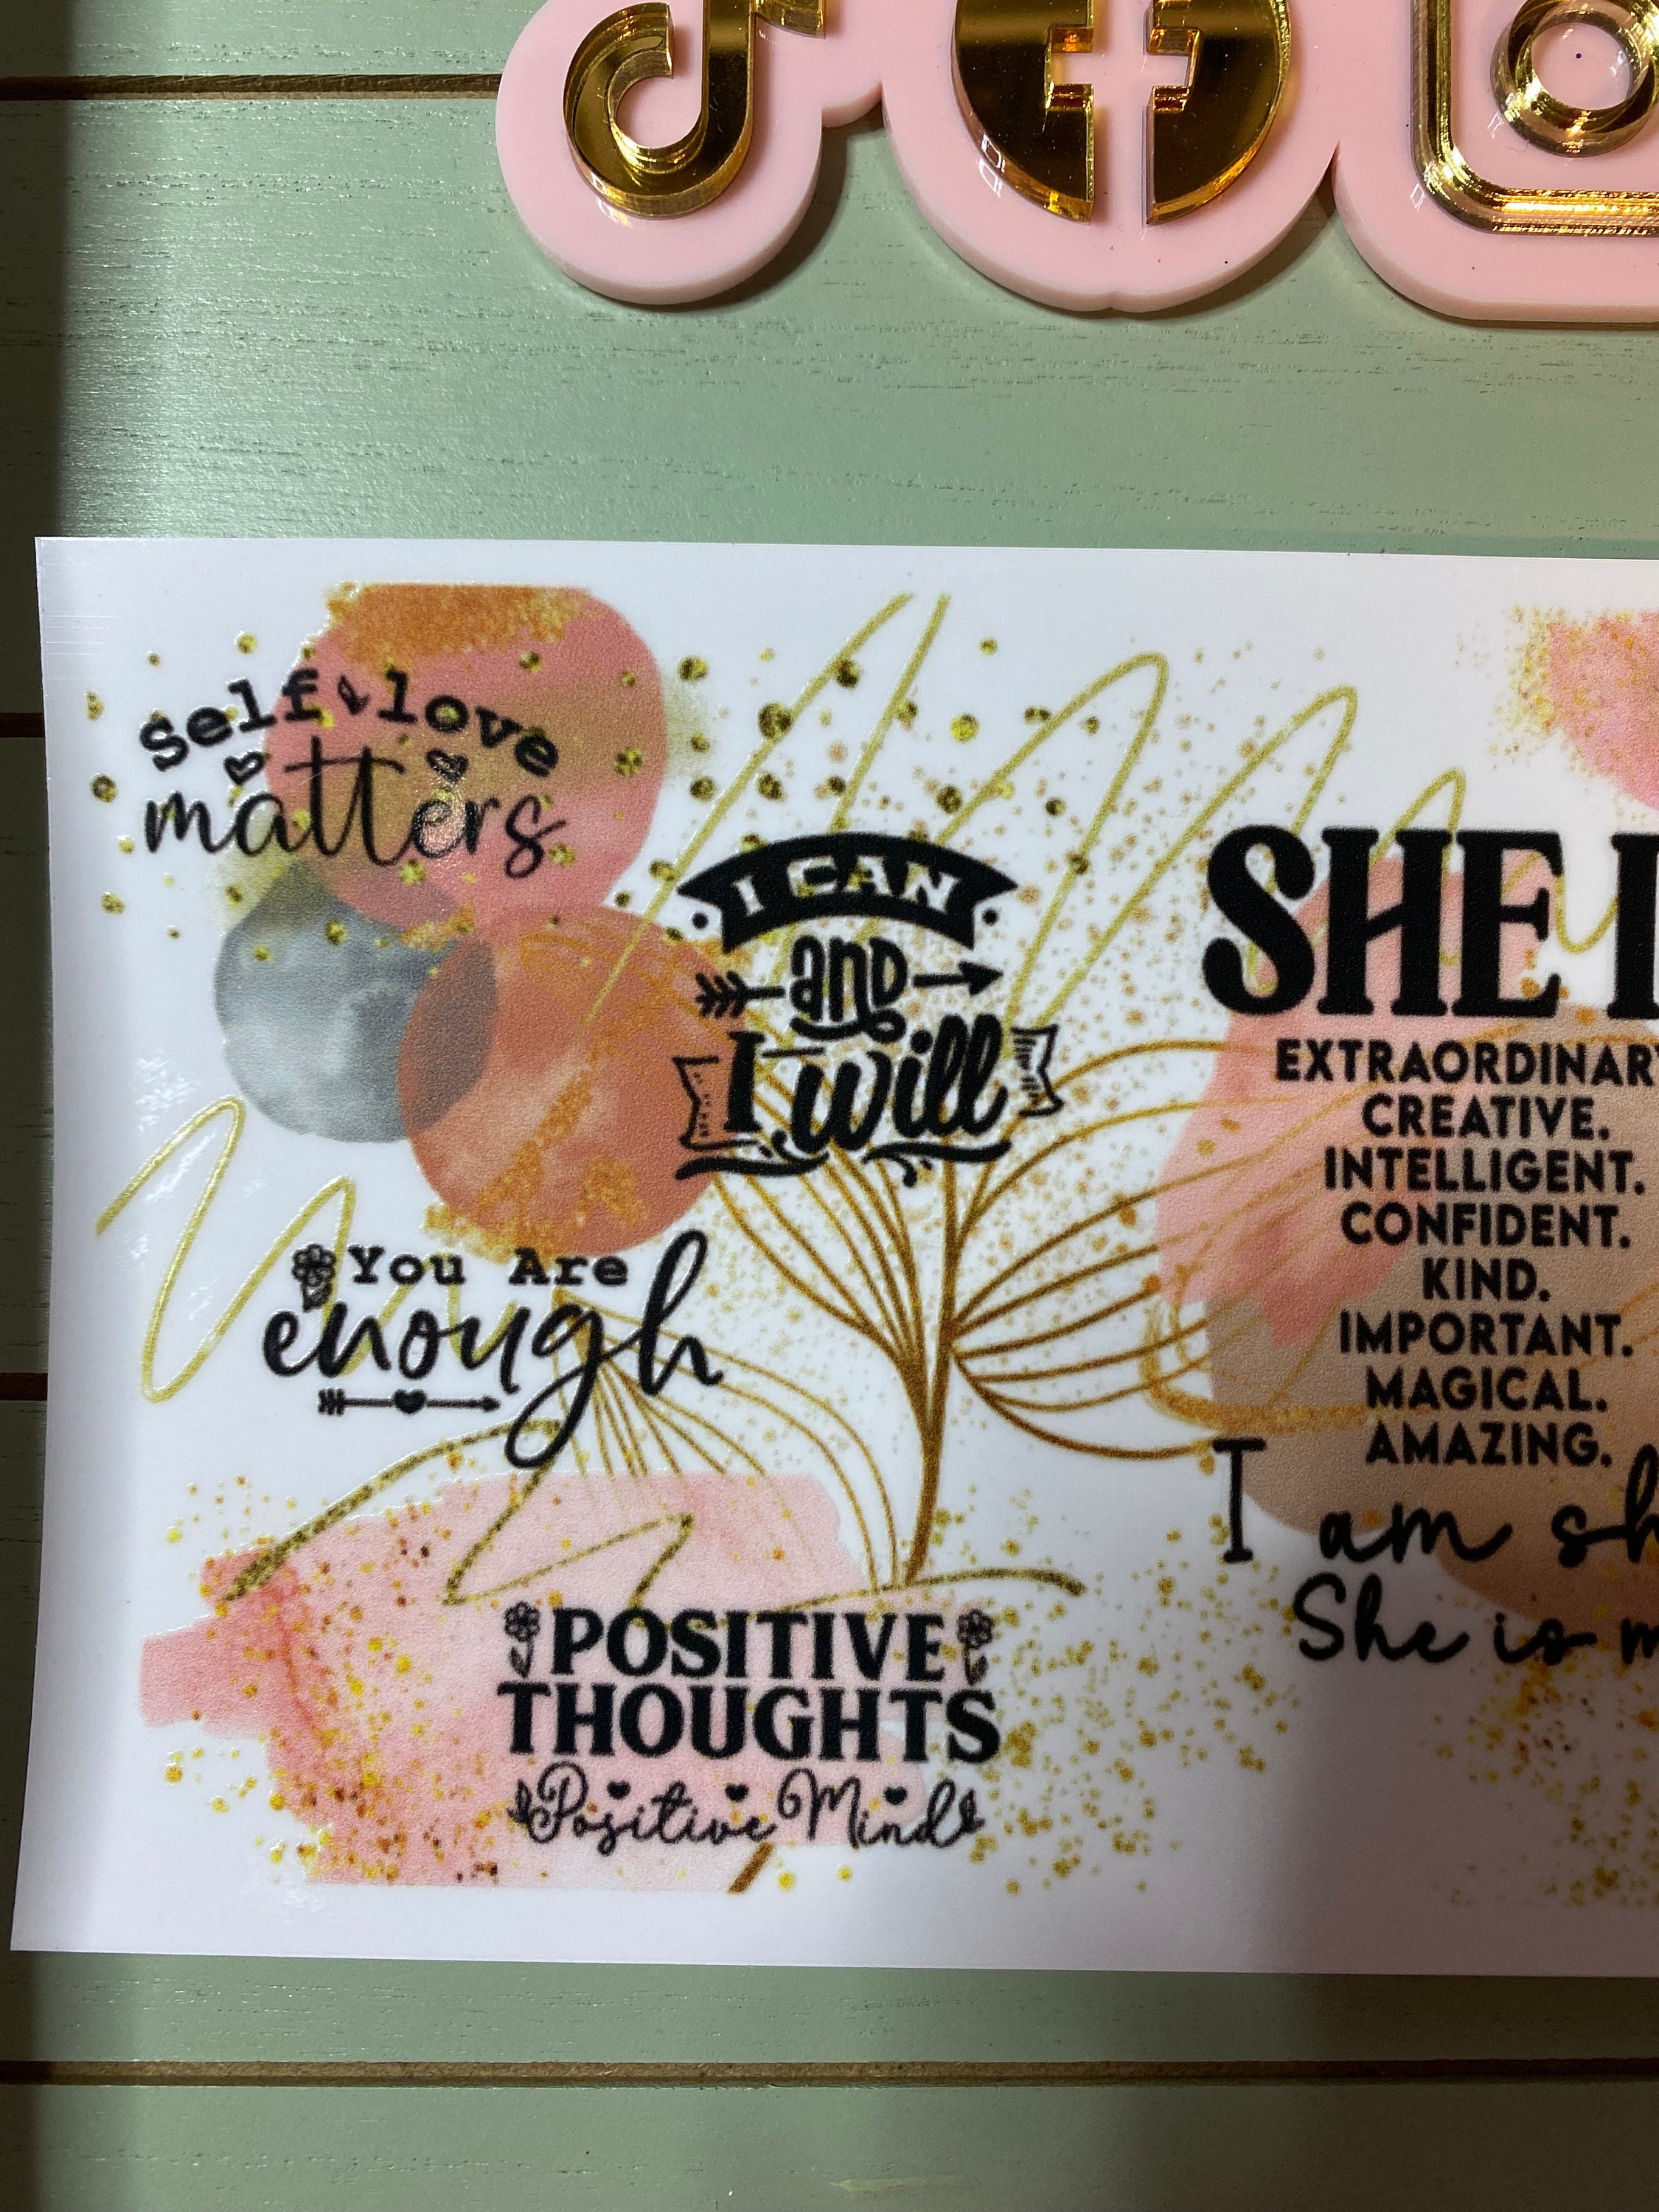 Self love
matters
I CAN
and
I will
You Are
enough
POSITIVE
THOUGHTS
Positive Mind
SHE
EXTRAORDINARY
CREATIVE.
INTELLIGENT.
CONFIDENT.
KIND.
IMPORTANT.
MAGICAL.
AMAZING.
I am
She is